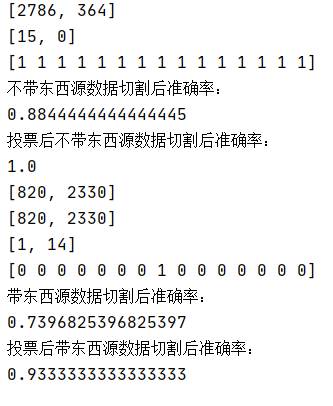 [2786, 364]
[15, 0]
[1 1 1 1 1 1 1 1 1 1 1 1 1 1 1]
不带东西源数据切割后准确率:
0.8844444444444445
投票后不带东西源数据切割后准确率:
1.0
[820, 2330]
[820, 2330]
[1, 14]
[0 0 0 0 0 0 0 1 0 0 0 0 0 0 0]
带东西源数据切割后准确率:
0.7396825396825397
投票后带东西源数据切割后准确率:
0.9333333333333333